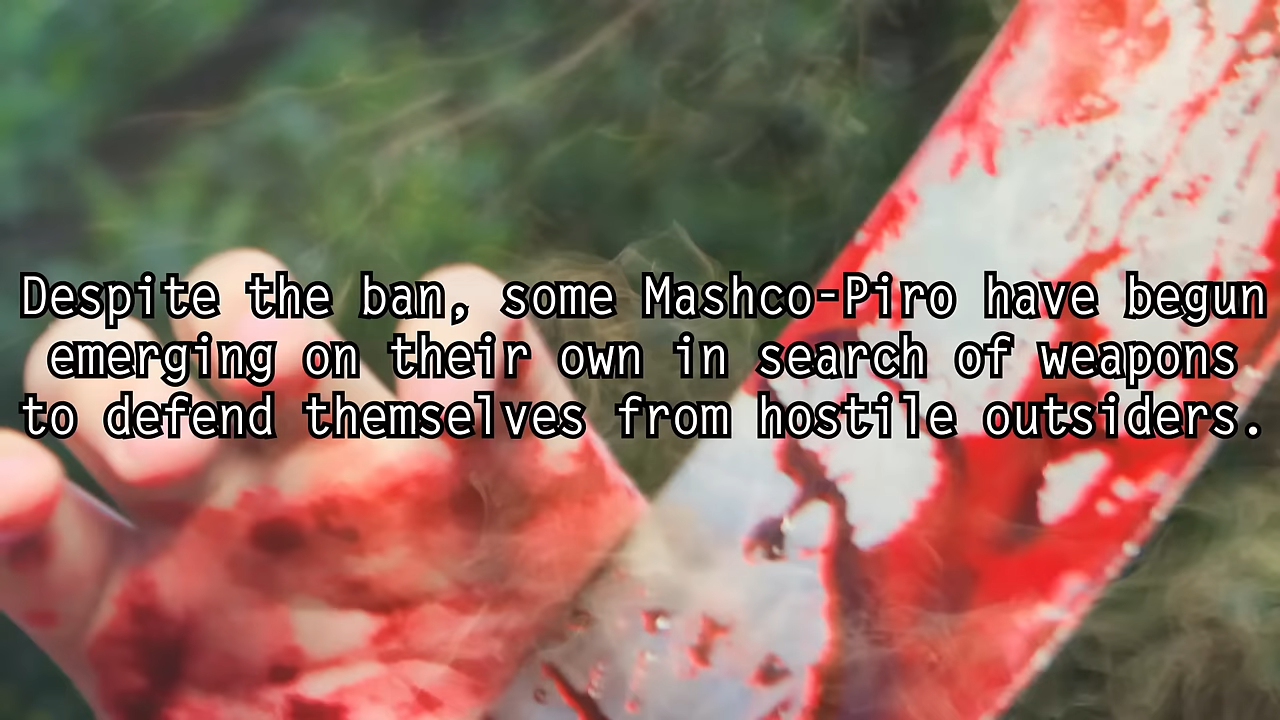 Despite the ban, some Mashco-Piro have begun
emerging on their own in search of weapons
to defend themselves from hostile outsiders.